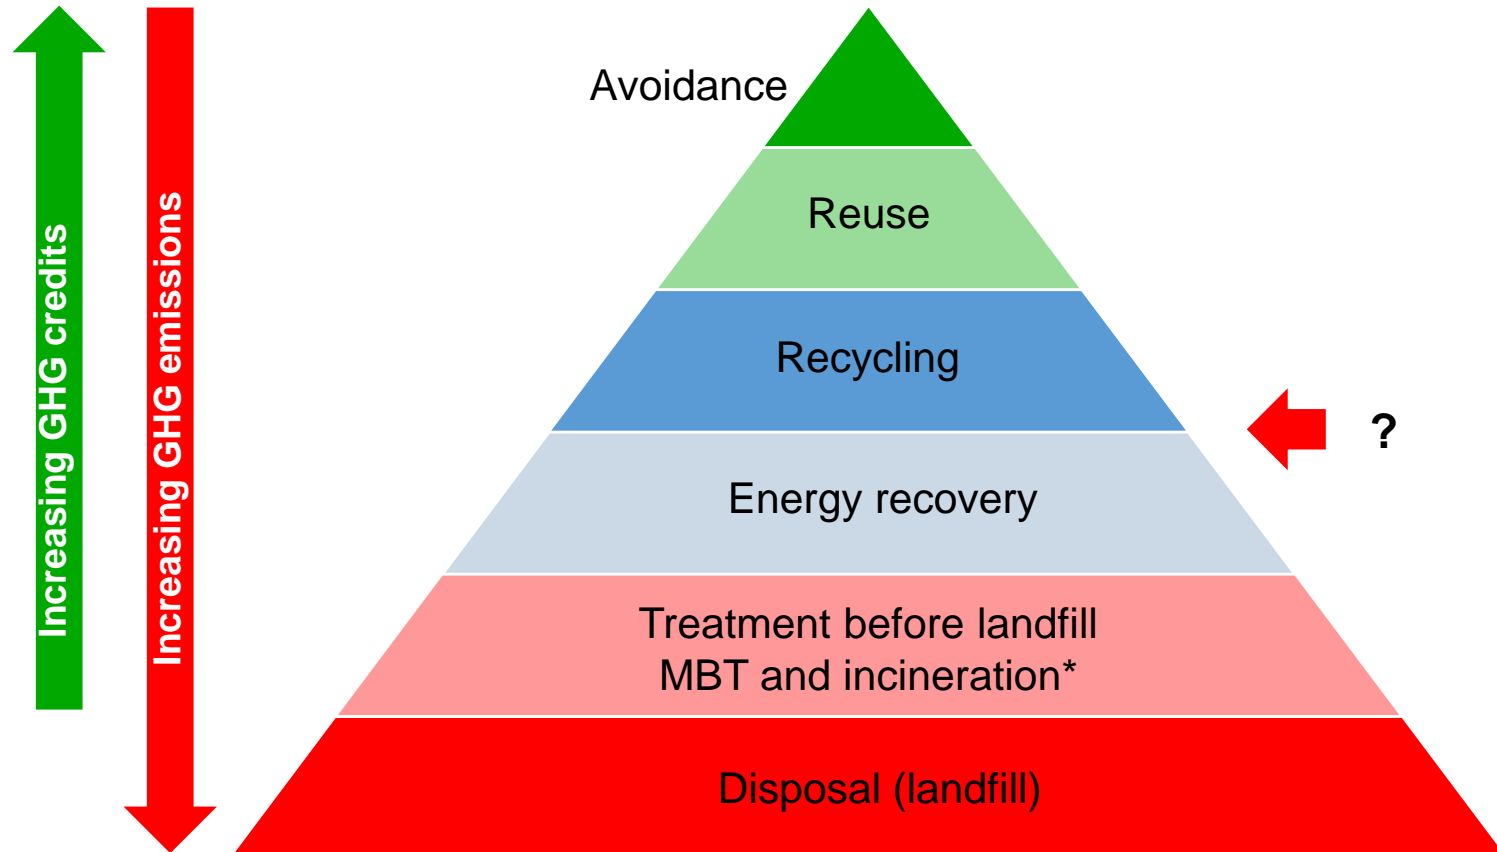 Increasing GHG credits
Increasing GHG emissions
Avoidance
Reuse
Recycling
?
Energy recovery
Treatment before landfill
MBT and incineration*
Disposal (landfill)